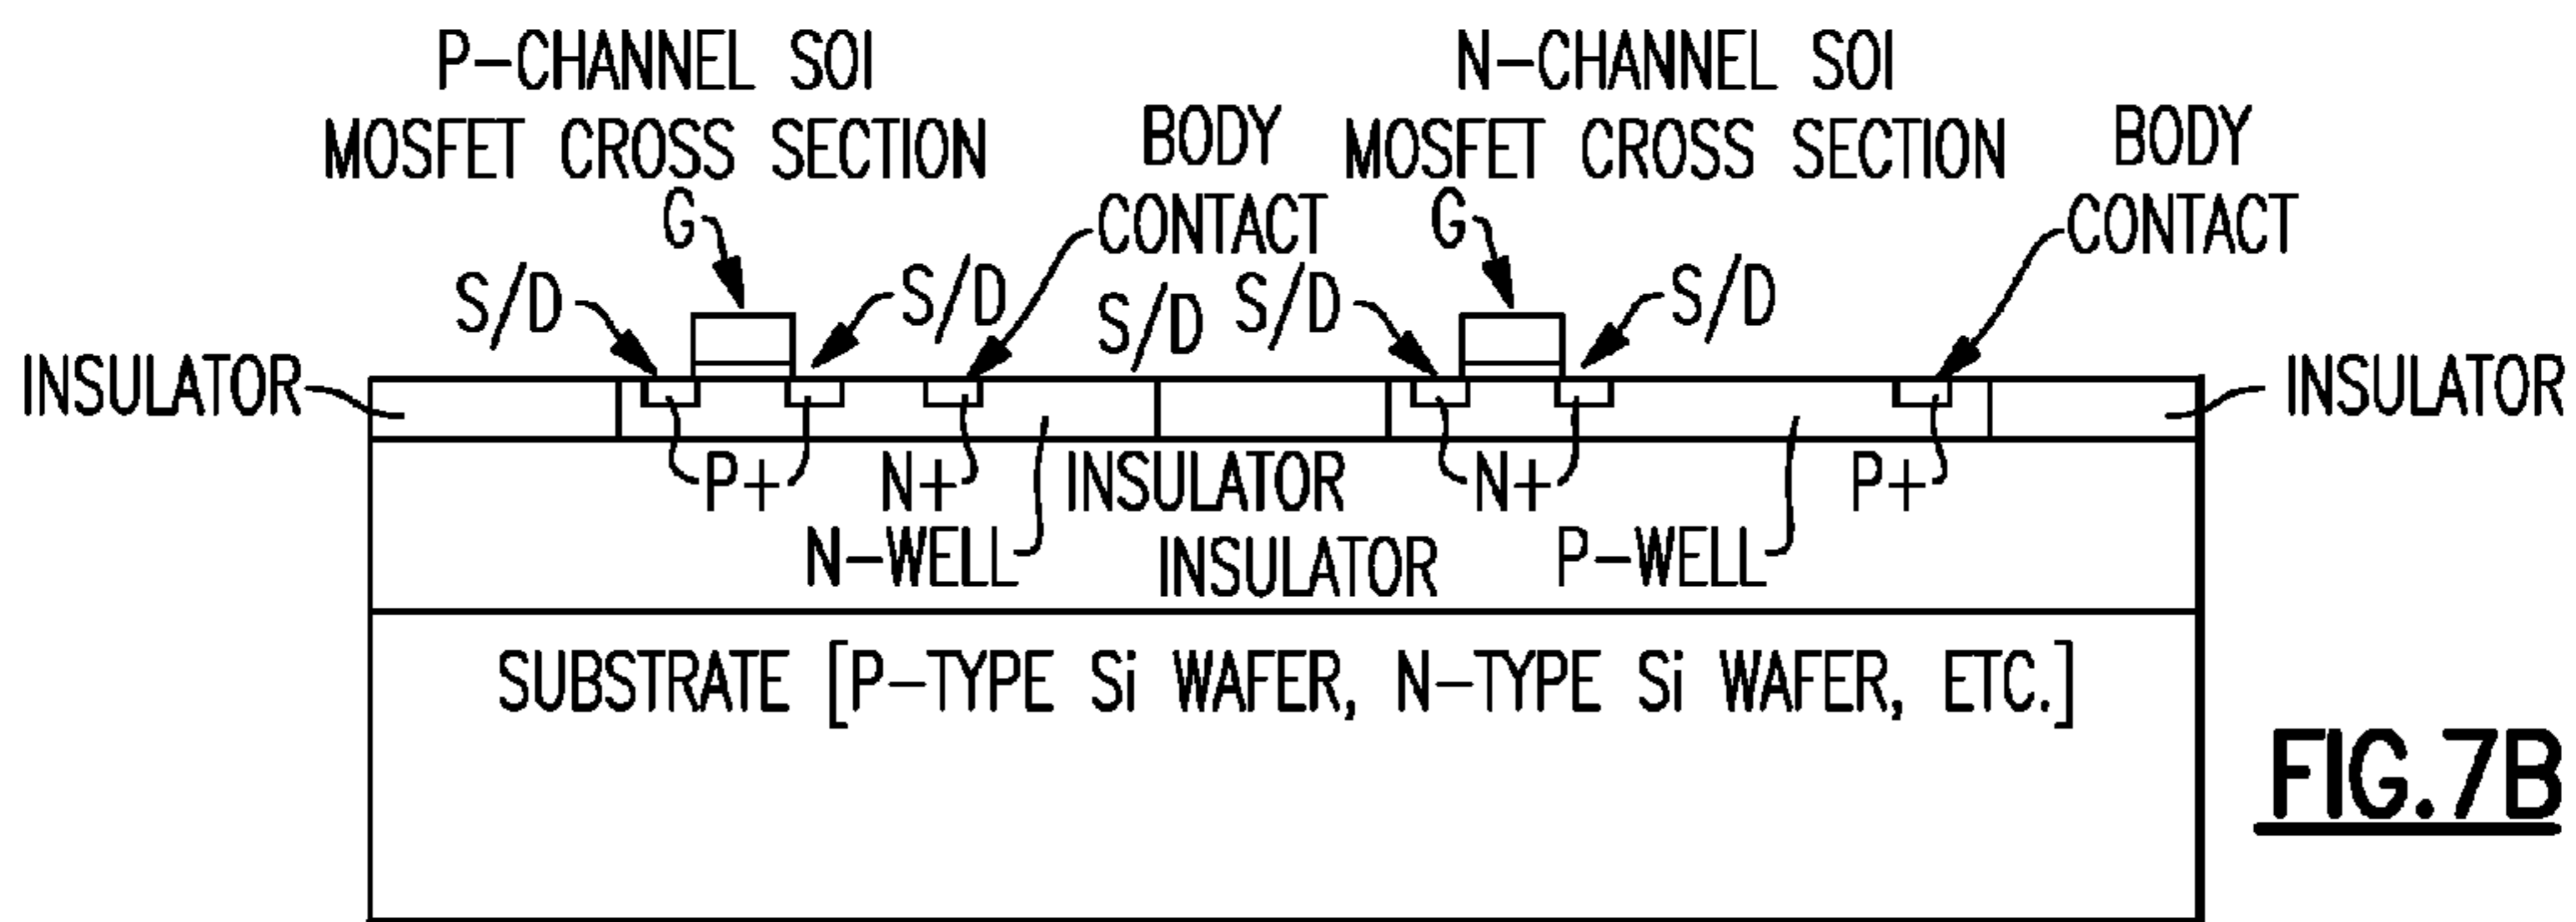 P-CHANNEL SOI
MOSFET CROSS SECTION
G
S/D
S/D
BODY
CONTACT
S/D
N-CHANNEL SOI
MOSFET CROSS SECTION
G
S/D
S/D
BODY
CONTACT
INSULATOR
INSULATOR
P+
N+
INSULATOR
N+
P+
N-WELL
INSULATOR
P-WELL
SUBSTRATE [P-TYPE Si WAFER, N-TYPE Si WAFER, ETC.]
FIG.7B